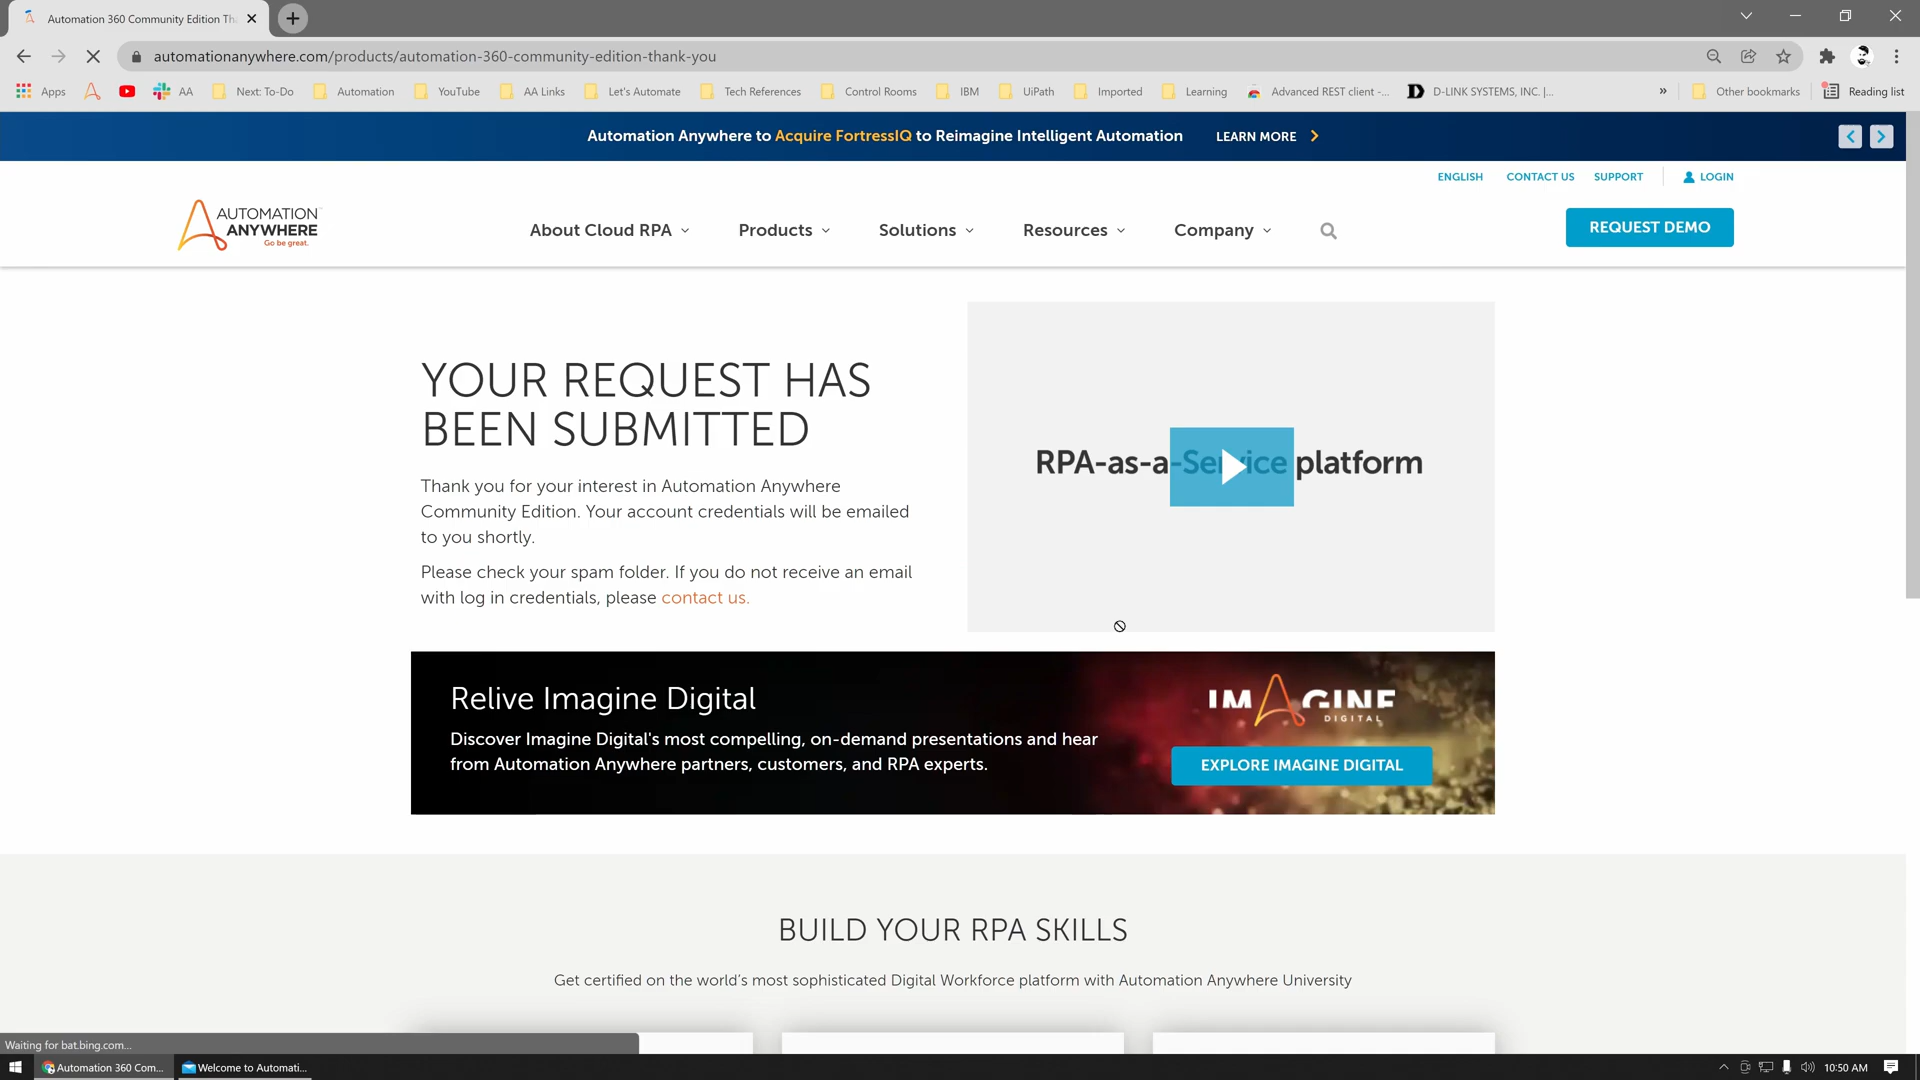 Automation 360 Community Edition Th
automationanywhere.com/products/automation-360-community-edition-thank-you
Apps
AA
Next: To-Do
Automation
YouTube
AA Links
Let's Automate
Tech References
Control Rooms
IBM
UiPath
Imported
Learning
Advanced REST client -...
D-LINK SYSTEMS, INC. |...
»
Other bookmarks
Reading list
Automation Anywhere to Acquire FortressIQ to Reimagine Intelligent Automation LEARN MORE
ENGLISH CONTACT US SUPPORT LOGIN
AUTOMATION
ANYWHERE
Go be great.
About Cloud RPA Products Solutions Resources Company
REQUEST DEMO
YOUR REQUEST HAS
BEEN SUBMITTED
Thank you for your interest in Automation Anywhere
Community Edition. Your account credentials will be emailed
to you shortly.
Please check your spam folder. If you do not receive an email
with log in credentials, please contact us.
RPA-as-a-Service platform
Relive Imagine Digital
Discover Imagine Digital's most compelling, on-demand presentations and hear
from Automation Anywhere partners, customers, and RPA experts.
IMAGINE
DIGITAL
EXPLORE IMAGINE DIGITAL
BUILD YOUR RPA SKILLS
Get certified on the world's most sophisticated Digital Workforce platform with Automation Anywhere University
Waiting for bat.bing.com...
Automation 360 Com...
Welcome to Automati...
10:50 AM